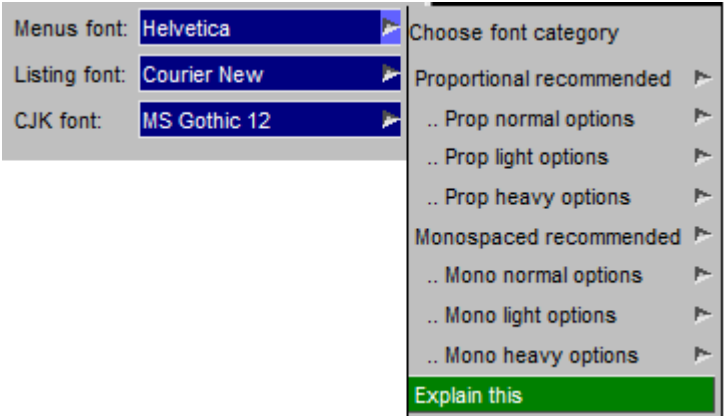 Menus font: Helvetica
Listing font: Courier New
CJK font: MS Gothic 12
Choose font category
Proportional recommended
.. Prop normal options
.. Prop light options
.. Prop heavy options
Monospaced recommended
.. Mono normal options
.. Mono light options
.. Mono heavy options
Explain this